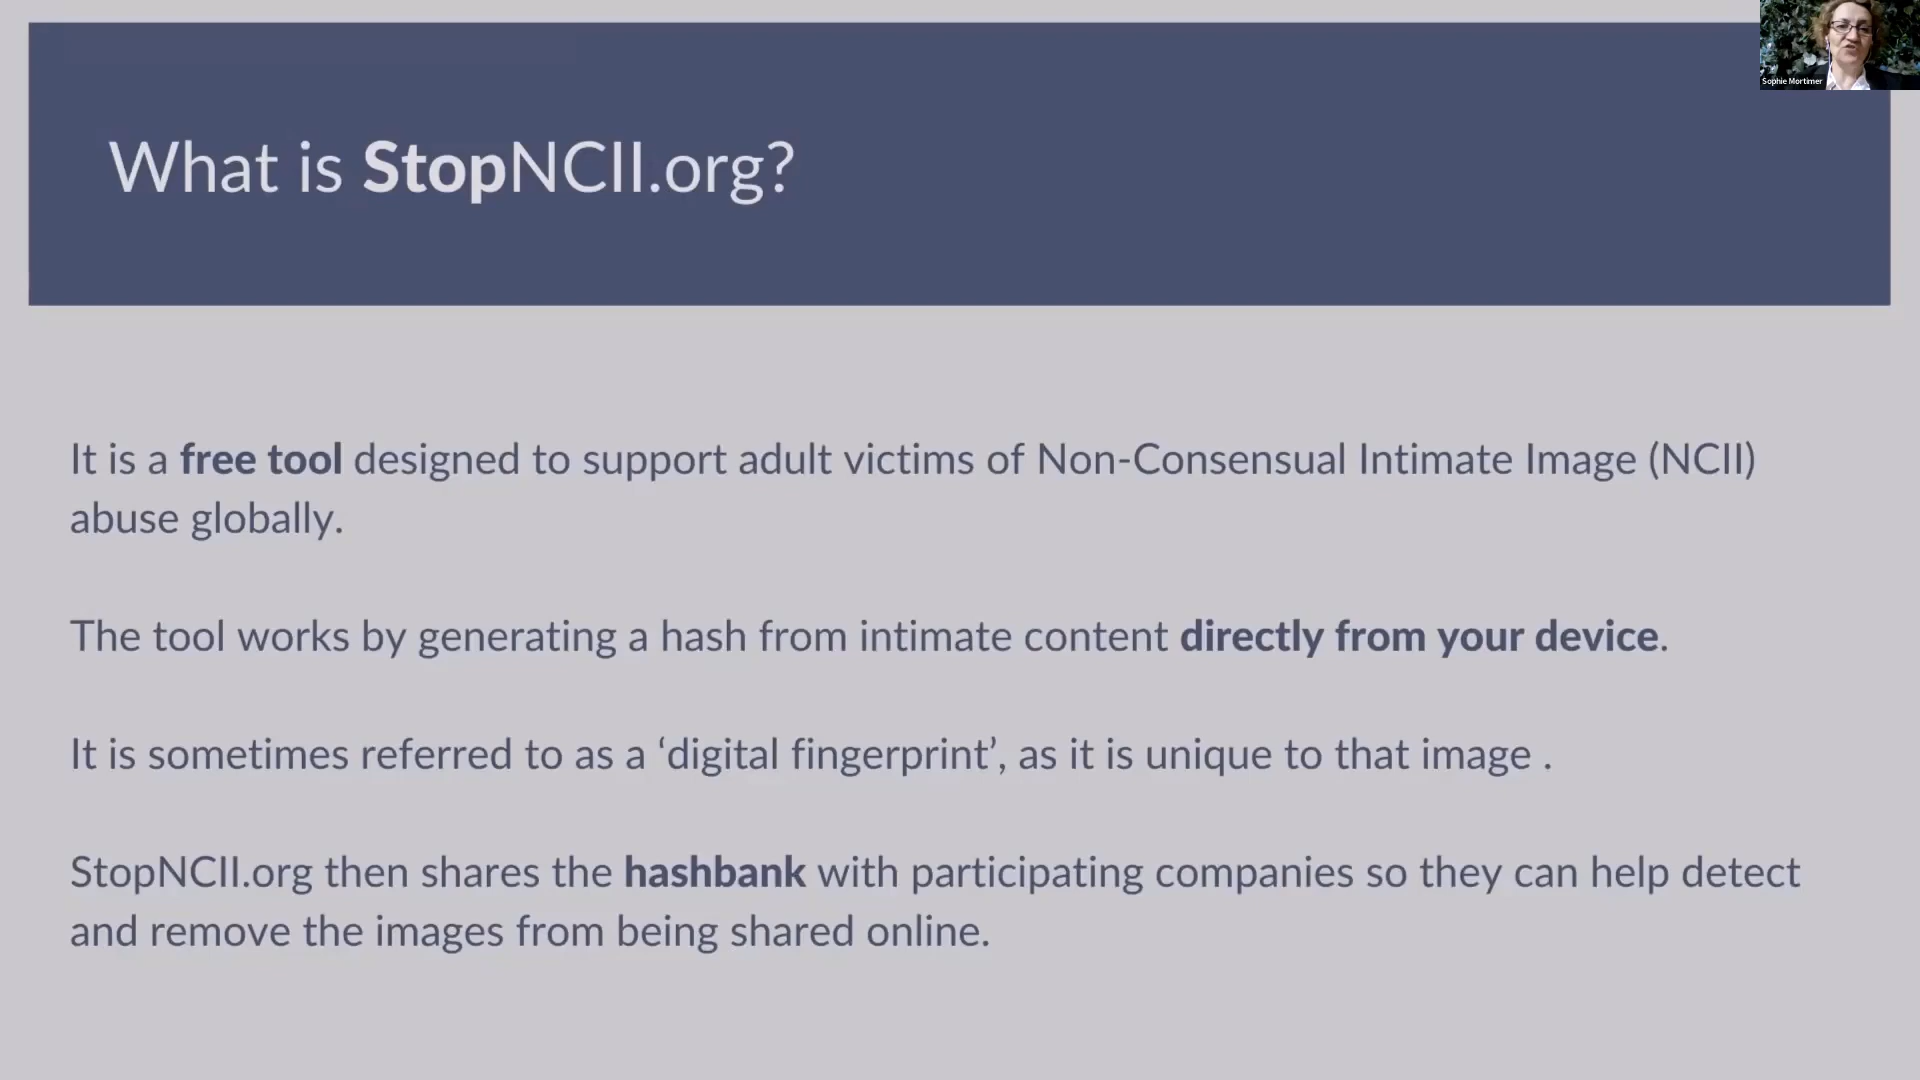 Sophie Mortimer
What is StopNCII.org?
It is a free tool designed to support adult victims of Non-Consensual Intimate Image (NCII)
abuse globally.
The tool works by generating a hash from intimate content directly from your device.
It is sometimes referred to as a ‘digital fingerprint’, as it is unique to that image .
StopNCII.org then shares the hashbank with participating companies so they can help detect
and remove the images from being shared online.